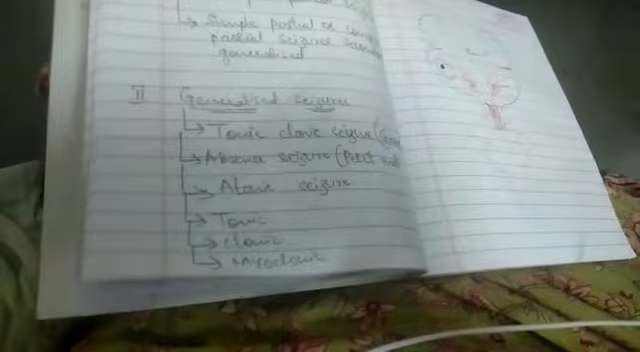 Simple partial or
partial seizure
generalised
II Generalised seizures
Tonic clonic seizure (
Absence seizure (Petit mal
Atonic seizure
Tonic
Clonic
Myoclonic